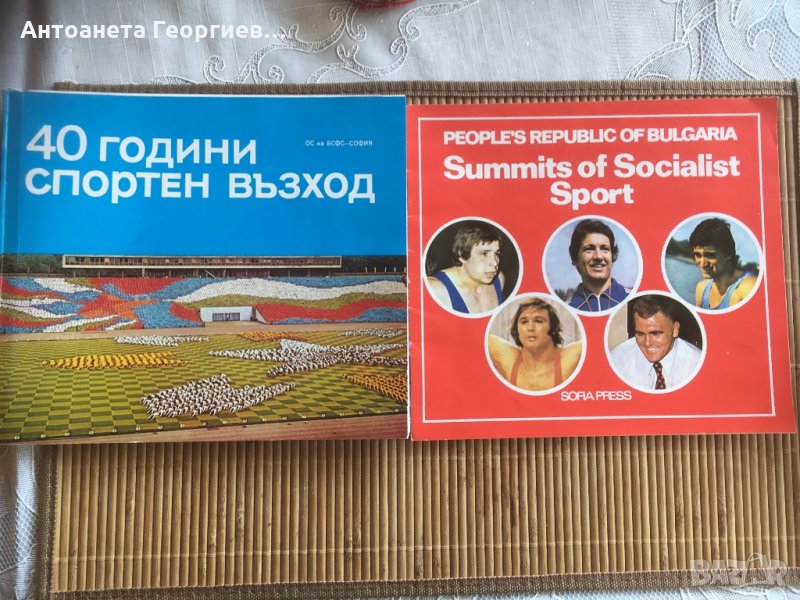 Антоанета Георгиев...
40 ГОДИНИ
СПОРТЕН ВЪЗХОД
ОС на БСФС-СОФИЯ
PEOPLE'S REPUBLIC OF BULGARIA
Summits of Socialist
Sport
SOFIA PRESS
BAZAR